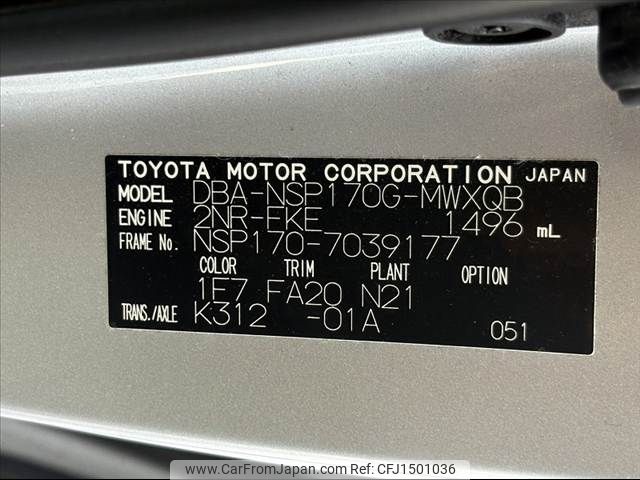 TOYOTA MOTOR CORPORATION JAPAN
MODEL DBA-NSP170G-MWXQB
ENGINE 2NR-FKE 1496 mL
FRAME No. NSP170-7039177
COLOR TRIM PLANT OPTION
1F7 FA20 N21
TRANS./AXLE K312 -01A 051
www.CarFromJapan.com - Ref No: CFJ1501036